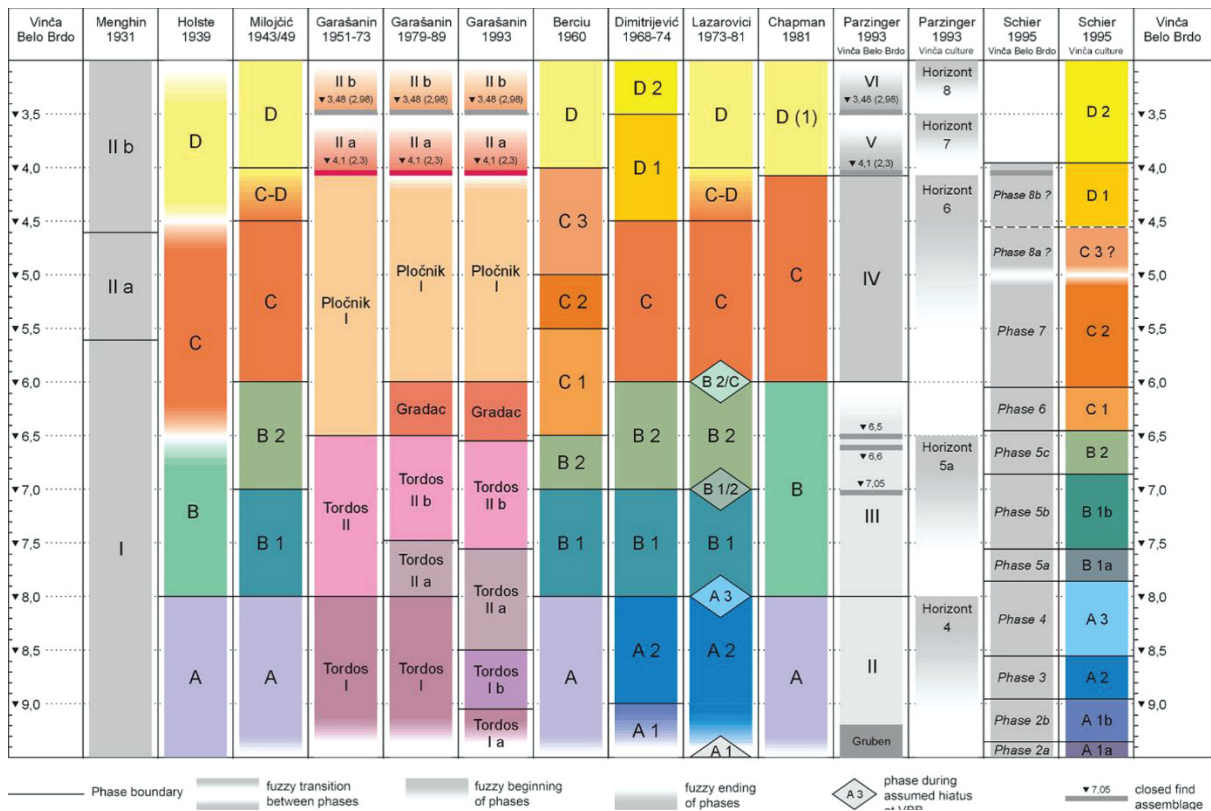 Vinča
Belo Brdo
Menghin
1931
Holste
1939
Milojčić
1943/49
Garašanin
1951-73
Garašanin
1979-89
Garašanin
1993
Berciu
1960
Dimitrijević
1968-74
Lazarovici
1973-81
Chapman
1981
Parzinger
1993
Vinča Belo Brdo
Parzinger
1993
Vinča culture
Schier
1995
Vinča Belo Brdo
Schier
1995
Vinča culture
Vinča
Belo Brdo
▼3,5
▼4,0
▼4,5
▼5,0
▼5,5
▼6,0
▼6,5
▼7,0
▼7,5
▼8,0
▼8,5
▼9,0
II b
II a
I
D
C
B
A
D
C-D
C
B 2
B 1
A
II b
▼3,48 (2,98)
II a
▼4,1 (2,3)
Pločnik
I
Tordos
II
Tordos
I
II b
▼3,48 (2,98)
II a
▼4,1 (2,3)
Pločnik
I
Gradac
Tordos
II b
Tordos
II a
Tordos
I
II b
▼3,48 (2,98)
II a
▼4,1 (2,3)
Pločnik
I
Gradac
Tordos
II b
Tordos
II a
Tordos
I b
Tordos
I a
D
C 3
C 2
C 1
B 2
B 1
A
D 2
D 1
C
B 2
B 1
A 2
A 1
D
C-D
C
B 2/C
B 2
B 1/2
B 1
A 3
A 2
A 1
D (1)
C
B
A
VI
▼3,48 (2,98)
V
▼4,1 (2,3)
IV
▼6,5
▼6,6
▼7,05
III
II
Gruben
Horizont
8
Horizont
7
Horizont
6
Horizont
5a
Horizont
4
Phase 8b ?
Phase 8a ?
Phase 7
Phase 6
Phase 5c
Phase 5b
Phase 5a
Phase 4
Phase 3
Phase 2b
Phase 2a
D 2
D 1
C 3 ?
C 2
C 1
B 2
B 1b
B 1a
A 3
A 2
A 1b
A 1a
▼3,5
▼4,0
▼4,5
▼5,0
▼5,5
▼6,0
▼6,5
▼7,0
▼7,5
▼8,0
▼8,5
▼9,0
Phase boundary
fuzzy transition
between phases
fuzzy beginning
of phases
fuzzy ending
of phases
A 3
phase during
assumed hiatus
▼7,05
closed find
assemblage